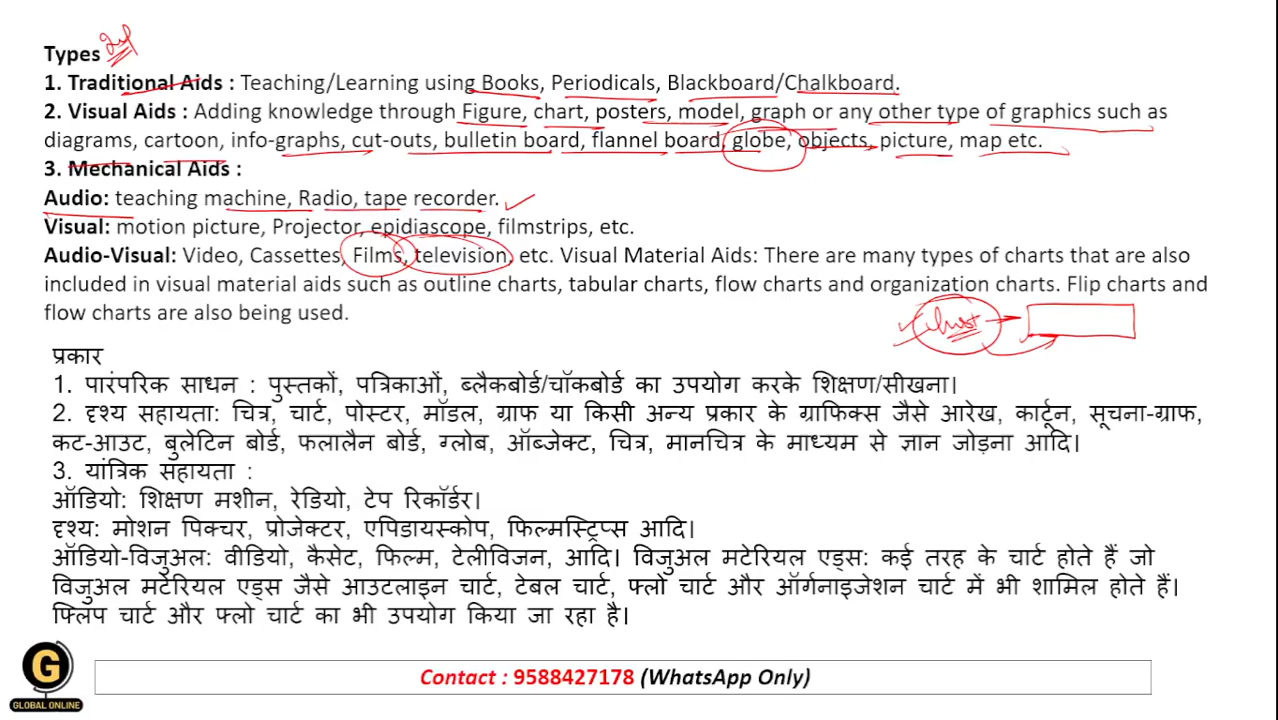 Types
1. Traditional Aids : Teaching/Learning using Books, Periodicals, Blackboard/Chalkboard.
2. Visual Aids : Adding knowledge through Figure, chart, posters, model, graph or any other type of graphics such as
diagrams, cartoon, info-graphs, cut-outs, bulletin board, flannel board, globe, objects, picture, map etc.
3. Mechanical Aids :
Audio: teaching machine, Radio, tape recorder.
Visual: motion picture, Projector, epidiascope, filmstrips, etc.
Audio-Visual: Video, Cassettes, Films, television, etc. Visual Material Aids: There are many types of charts that are also
included in visual material aids such as outline charts, tabular charts, flow charts and organization charts. Flip charts and
flow charts are also being used.
प्रकार
1. पारंपरिक साधन : पुस्तकों, पत्रिकाओं, ब्लैकबोर्ड/चॉकबोर्ड का उपयोग करके शिक्षण/सीखना।
2. दृश्य सहायता: चित्र, चार्ट, पोस्टर, मॉडल, ग्राफ या किसी अन्य प्रकार के ग्राफिक्स जैसे आरेख, कार्टून, सूचना-ग्राफ,
कट-आउट, बुलेटिन बोर्ड, फलालैन बोर्ड, ग्लोब, ऑब्जेक्ट, चित्र, मानचित्र के माध्यम से ज्ञान जोड़ना आदि।
3. यांत्रिक सहायता :
ऑडियो: शिक्षण मशीन, रेडियो, टेप रिकॉर्डर।
दृश्य: मोशन पिक्चर, प्रोजेक्टर, एपिडायस्कोप, फिल्मस्ट्रिप्स आदि।
ऑडियो-विजुअल: वीडियो, कैसेट, फिल्म, टेलीविजन, आदि। विजुअल मटेरियल एड्स: कई तरह के चार्ट होते हैं जो
विजुअल मटेरियल एड्स जैसे आउटलाइन चार्ट, टेबल चार्ट, फ्लो चार्ट और ऑर्गनाइजेशन चार्ट में भी शामिल होते हैं।
फ्लिप चार्ट और फ्लो चार्ट का भी उपयोग किया जा रहा है।
G
GLOBAL ONLINE
Contact : 9588427178 (WhatsApp Only)